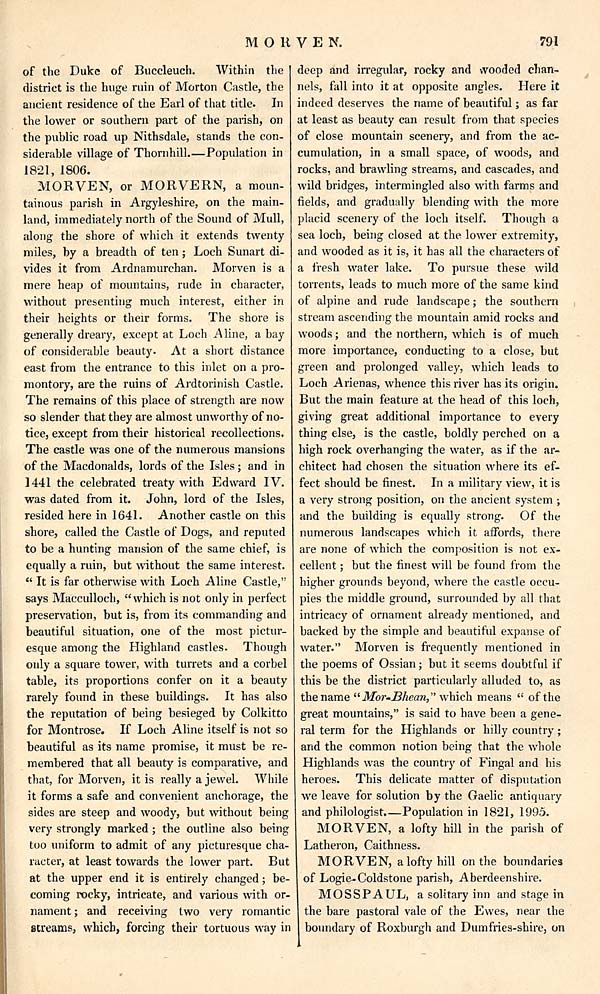 MORVEN.
791
of the Duke of Buccleuch. Within the
district is the huge ruin of Morton Castle, the
ancient residence of the Earl of that title. In
the lower or southern part of the parish, on
the public road up Nithsdale, stands the con-
siderable village of Thornhill.—Population in
1821, 1806.
MORVEN, or MORVERN, a moun-
tainous parish in Argyleshire, on the main-
land, immediately north of the Sound of Mull,
along the shore of which it extends twenty
miles, by a breadth of ten; Loch Sunart di-
vides it from Ardnamurchan. Morven is a
mere heap of mountains, rude in character,
without presenting much interest, either in
their heights or their forms. The shore is
generally dreary, except at Loch Aline, a bay
of considerable beauty. At a short distance
east from the entrance to this inlet on a pro-
montory, are the ruins of Ardtorinish Castle.
The remains of this place of strength are now
so slender that they are almost unworthy of no-
tice, except from their historical recollections.
The castle was one of the numerous mansions
of the Macdonalds, lords of the Isles; and in
1441 the celebrated treaty with Edward IV.
was dated from it. John, lord of the Isles,
resided here in 1641. Another castle on this
shore, called the Castle of Dogs, and reputed
to be a hunting mansion of the same chief, is
equally a ruin, but without the same interest.
“It is far otherwise with Loch Aline Castle,”
says Macculloch, “which is not only in perfect
preservation, but is, from its commanding and
beautiful situation, one of the most pictur-
esque among the Highland castles. Though
only a square tower, with turrets and a corbel
table, its proportions confer on it a beauty
rarely found in these buildings. It has also
the reputation of being besieged by Colkitto
for Montrose. If Loch Aline itself is not so
beautiful as its name promise, it must be re-
membered that all beauty is comparative, and
that, for Morven, it is really a jewel. While
it forms a safe and convenient anchorage, the
sides are steep and woody, but without being
very strongly marked; the outline also being
too uniform to admit of any picturesque cha-
racter, at least towards the lower part. But
at the upper end it is entirely changed; be-
coming rocky, intricate, and various with or-
nament; and receiving two very romantic
streams, which, forcing their tortuous way in
deep and irregular, rocky and wooded chan-
nels, fall into it at opposite angles. Here it
indeed deserves the name of beautiful; as far
at least as beauty can result from that species
of close mountain scenery, and from the ac-
cumulation, in a small space, of woods, and
rocks, and brawling streams, and cascades, and
wild bridges, intermingled also with farms and
fields, and gradually blending with the more
placid scenery of the loch itself. Though a
sea loch, being closed at the lower extremity,
and wooded as it is, it has all the characters of
a fresh water lake. To pursue these wild
torrents, leads to much more of the same kind
of alpine and rude landscape; the southern
stream ascending the mountain amid rocks and
woods; and the northern, which is of much
more importance, conducting to a close, but
green and prolonged valley, which leads to
Loch Arienas, whence this river has its origin.
But the main feature at the head of this loch,
giving great additional importance to every
thing else, is the castle, boldly perched on a
high rock overhanging the water, as if the ar-
chitect had chosen the situation where its ef-
fect should be finest. In a military view, it is
a very strong position, on the ancient system;
and the building is equally strong. Of the
numerous landscapes which it affords, there
are none of which the composition is not ex-
cellent; but the finest will be found from the
higher grounds beyond, where the castle occu-
pies the middle ground, surrounded by all that
intricacy of ornament already mentioned, and
backed by the simple and beautiful expanse of
water.” Morven is frequently mentioned in
the poems of Ossian; but it seems doubtful if
this be the district particularly alluded to, as
the name “Mor-Bhean,” which means “of the
great mountains,” is said to have been a gene-
ral term for the Highlands or hilly country;
and the common notion being that the whole
Highlands was the country of Fingal and his
heroes. This delicate matter of disputation
we leave for solution by the Gaelic antiquary
and philologist.—Population in 1821, 1995.
MORVEN, a lofty hill in the parish of
Latheron, Caithness.
MORVEN, a lofty hill on the boundaries
of Logie-Coldstone parish, Aberdeenshire.
MOSSPAUL, a solitary inn and stage in
the bare pastoral vale of the Ewes, near the
boundary of Roxburgh and Dumfries-shire, on